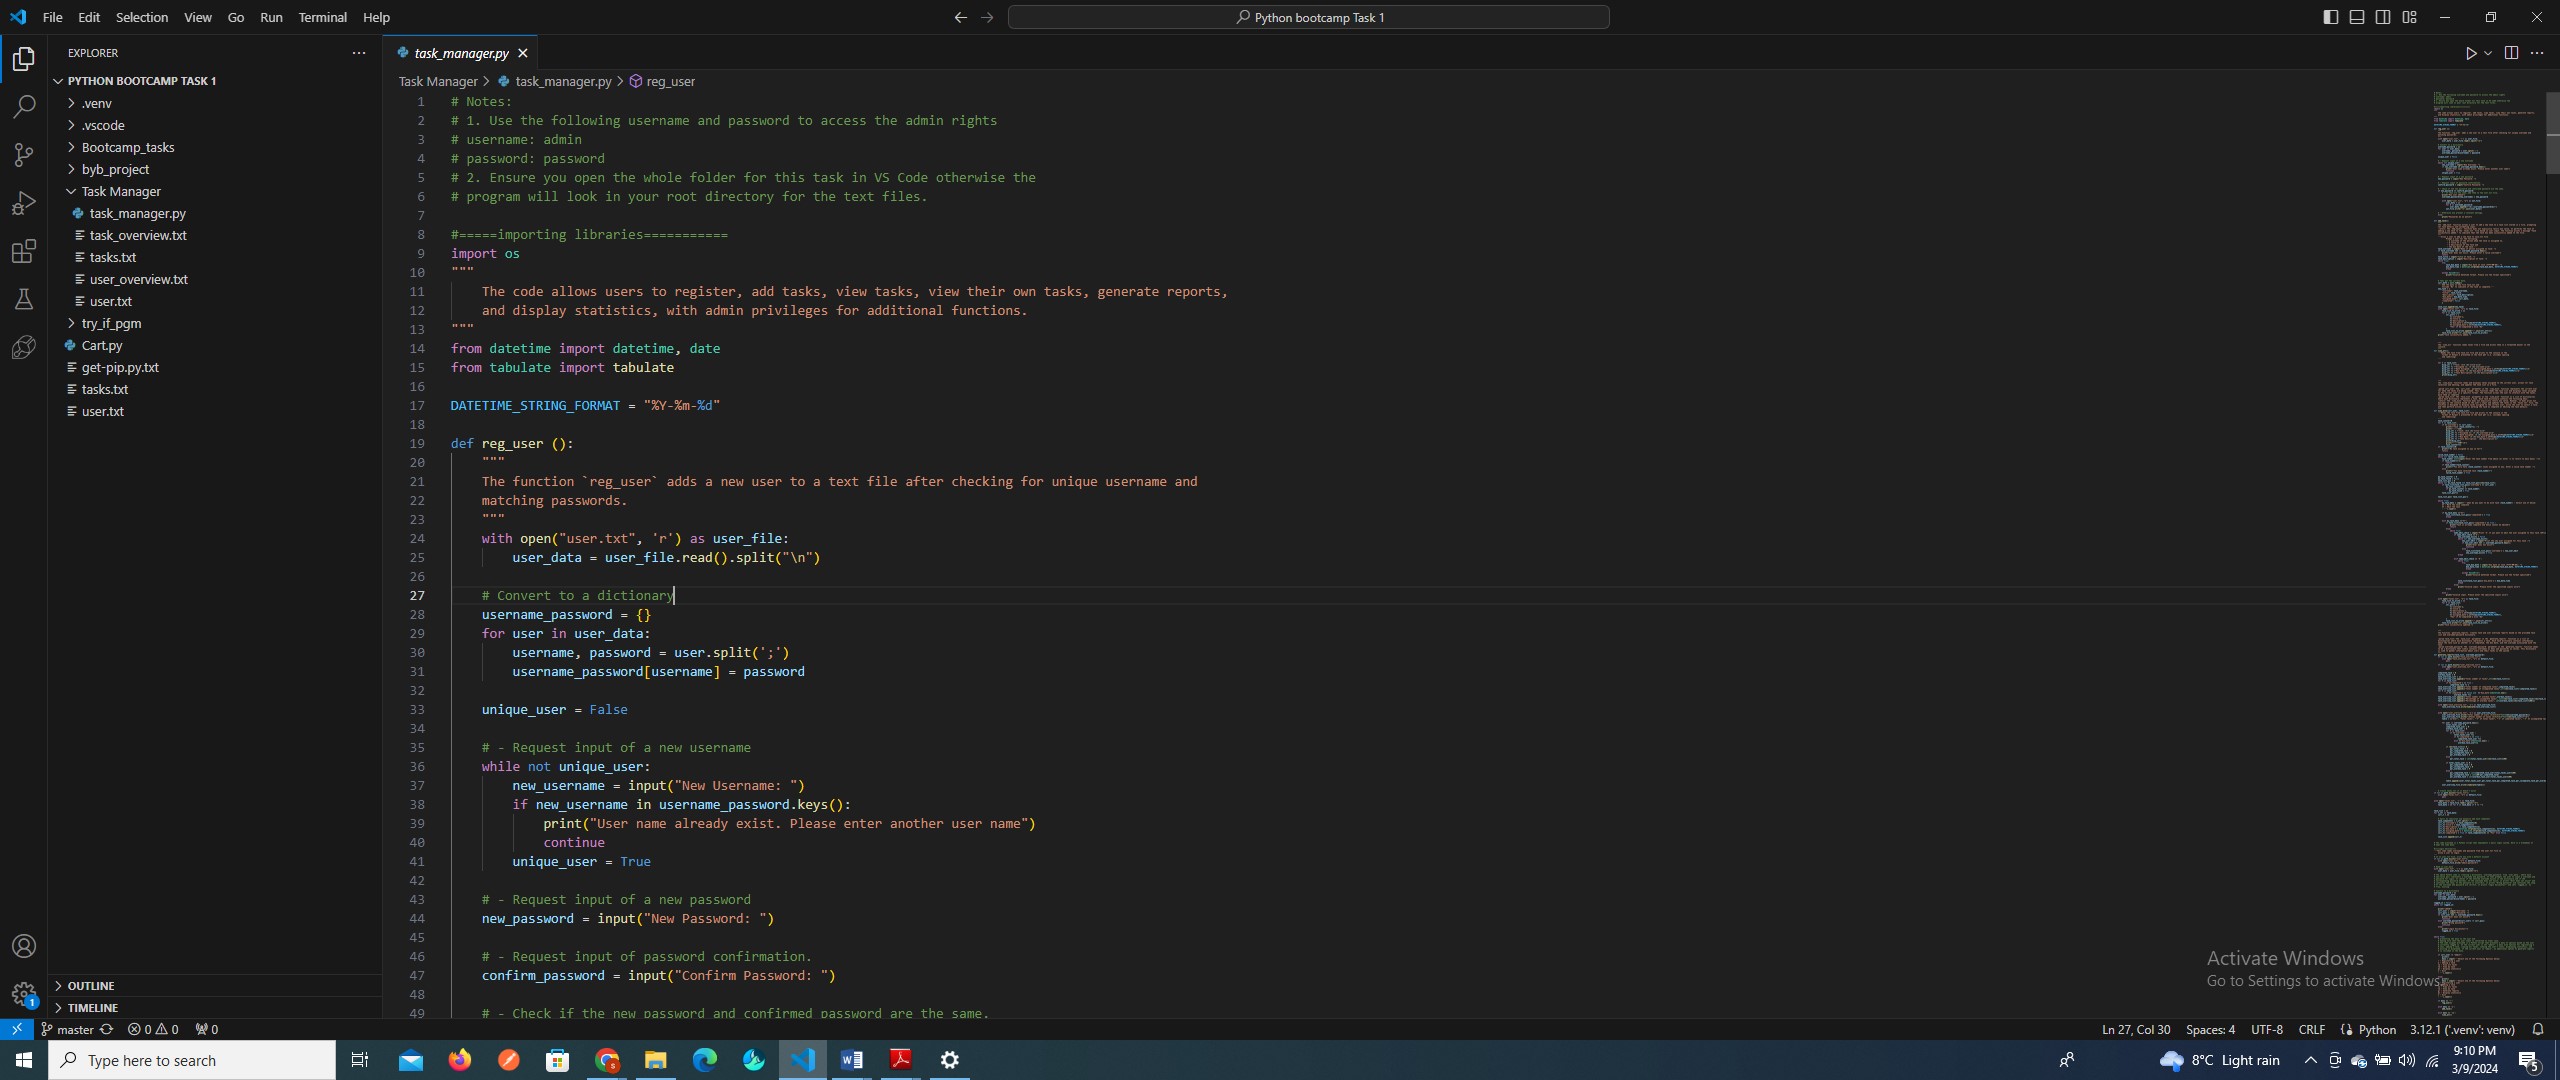 File Edit Selection View Go Run Terminal Help
Python bootcamp Task 1
EXPLORER
PYTHON BOOTCAMP TASK 1
.venv
.vscode
Bootcamp_tasks
byb_project
Task Manager
task_manager.py
task_overview.txt
tasks.txt
user_overview.txt
user.txt
try_if_pgm
Cart.py
get-pip.py.txt
tasks.txt
user.txt
OUTLINE
TIMELINE
task_manager.py
Task Manager > task_manager.py > reg_user
1 # Notes:
2 # 1. Use the following username and password to access the admin rights
3 # username: admin
4 # password: password
5 # 2. Ensure you open the whole folder for this task in VS Code otherwise the
6 # program will look in your root directory for the text files.
7
8 #=====importing libraries===========
9 import os
10 """
11 The code allows users to register, add tasks, view tasks, view their own tasks, generate reports,
12 and display statistics, with admin privileges for additional functions.
13 """
14 from datetime import datetime, date
15 from tabulate import tabulate
16
17 DATETIME_STRING_FORMAT = "%Y-%m-%d"
18
19 def reg_user ():
20 """
21 The function `reg_user` adds a new user to a text file after checking for unique username and
22 matching passwords.
23 """
24 with open("user.txt", 'r') as user_file:
25 user_data = user_file.read().split("\n")
26
27 # Convert to a dictionary
28 username_password = {}
29 for user in user_data:
30 username, password = user.split(';')
31 username_password[username] = password
32
33 unique_user = False
34
35 # - Request input of a new username
36 while not unique_user:
37 new_username = input("New Username: ")
38 if new_username in username_password.keys():
39 print("User name already exist. Please enter another user name")
40 continue
41 unique_user = True
42
43 # - Request input of a new password
44 new_password = input("New Password: ")
45
46 # - Request input of password confirmation.
47 confirm_password = input("Confirm Password: ")
48
49 # - Check if the new password and confirmed password are the same.
Activate Windows
Go to Settings to activate Windows.
1
master 0 0 0
Ln 27, Col 30 Spaces: 4 UTF-8 CRLF Python 3.12.1 ('.venv': venv)
Type here to search
8°C Light rain
9:10 PM
3/9/2024
5